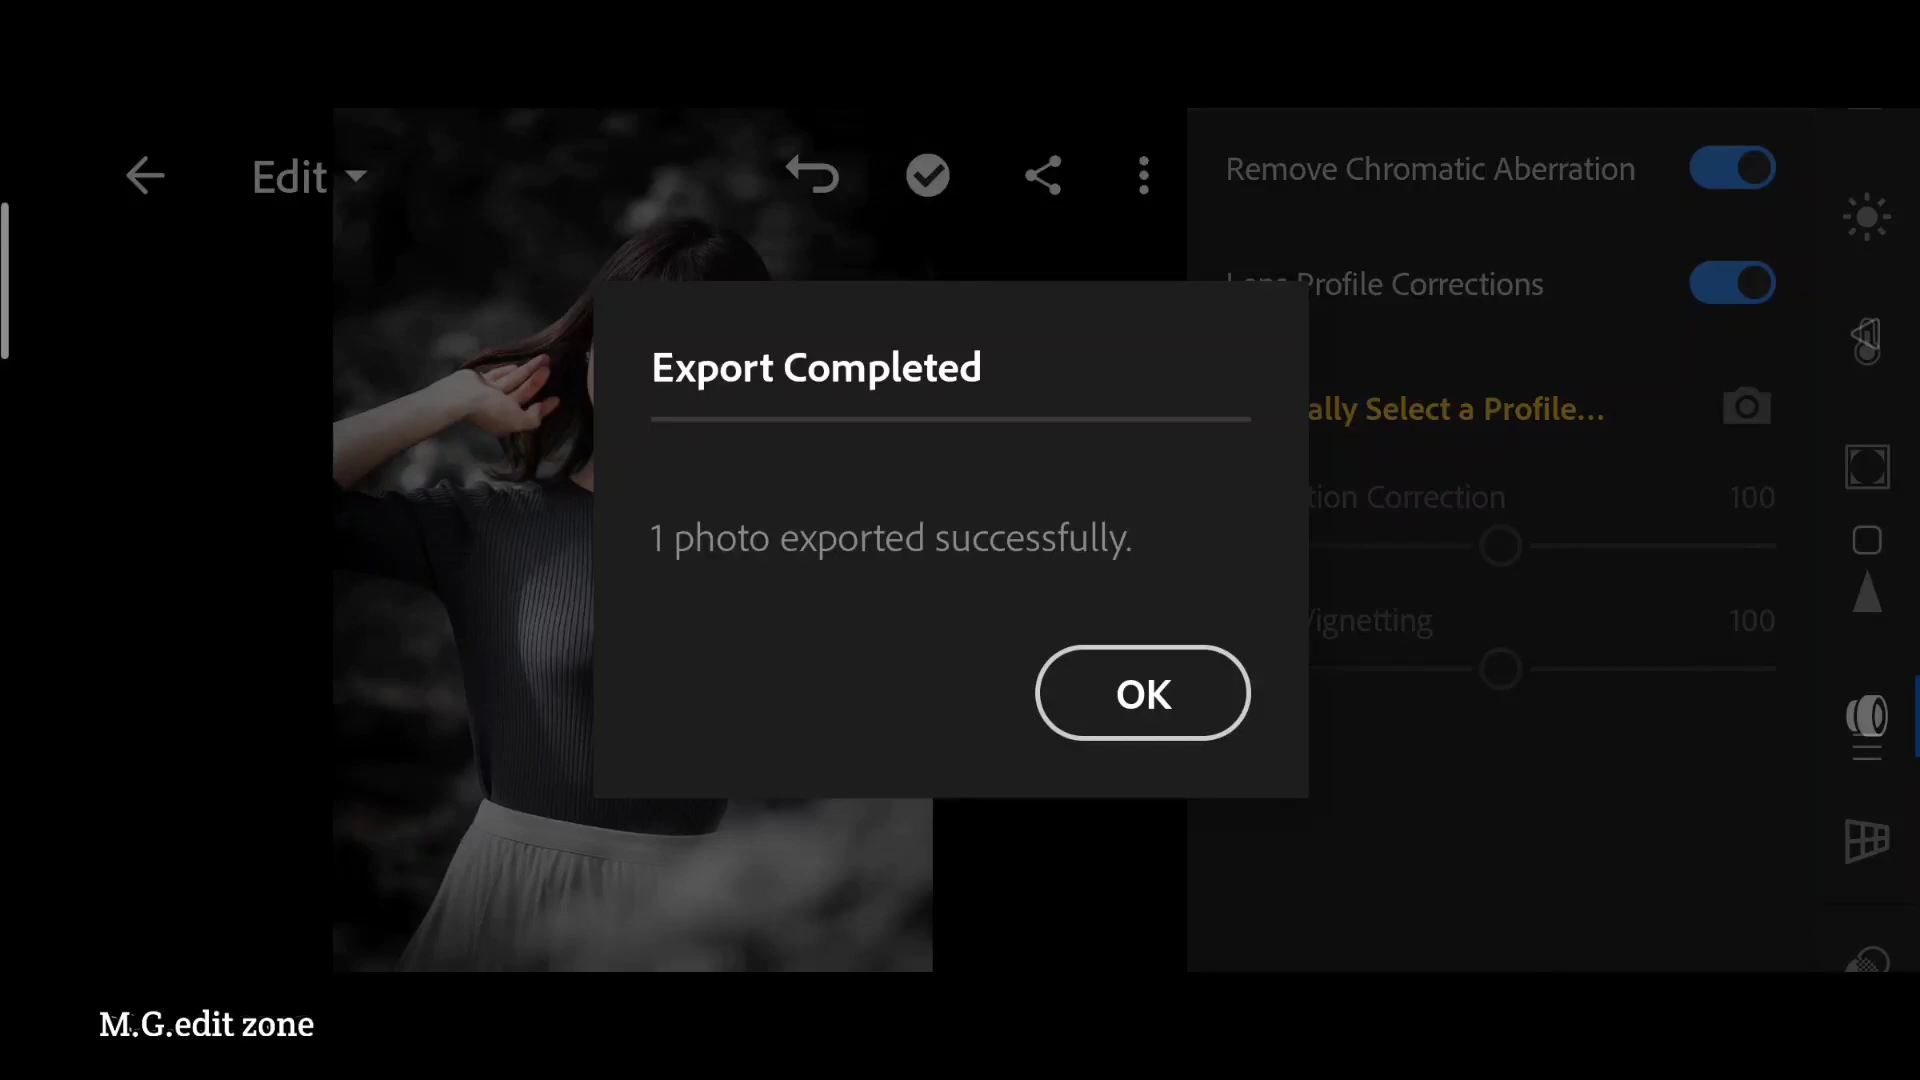 Edit
Remove Chromatic Aberration
Profile Corrections
Export Completed
ally Select a Profile...
1 photo exported successfully.
tion Correction 100
Vignetting 100
OK
M.G.edit zone